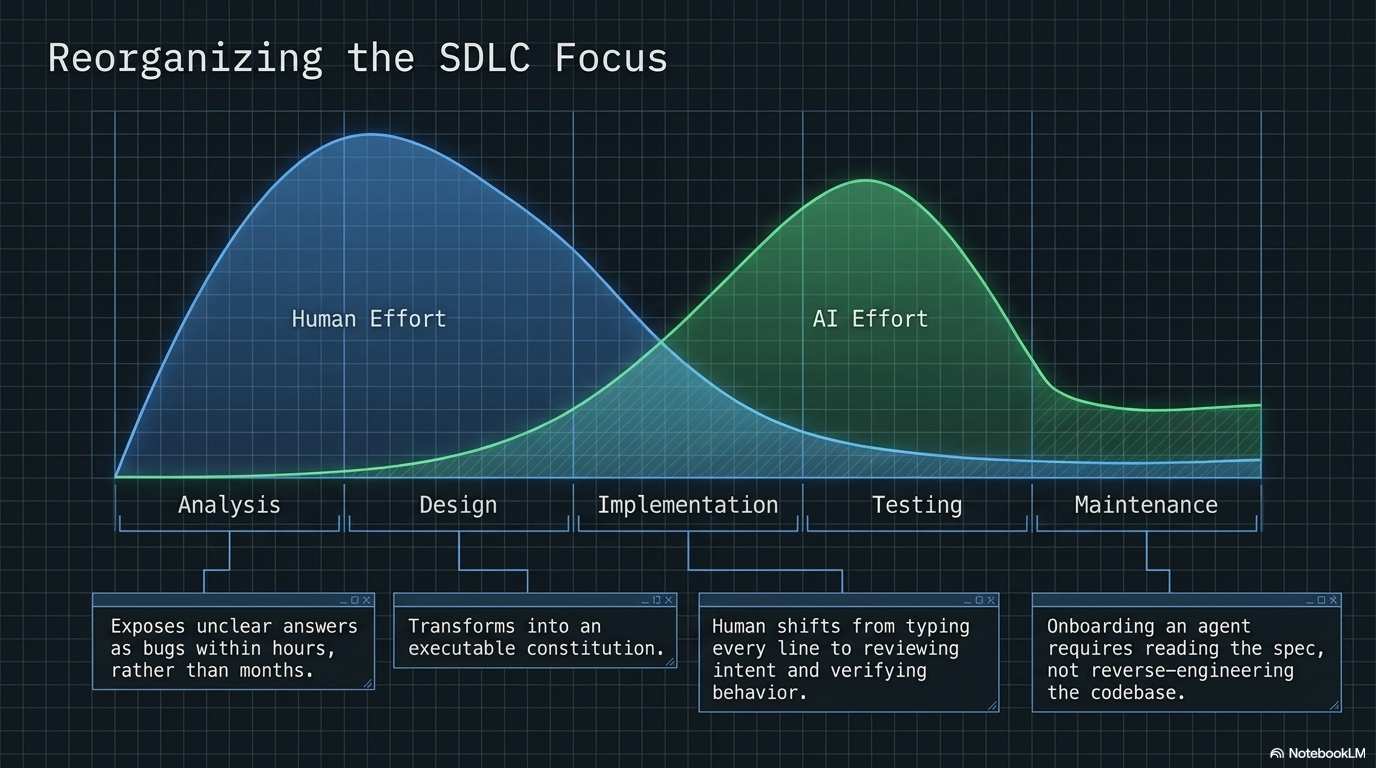 Reorganizing the SDLC Focus
Human Effort
AI Effort
Analysis
Design
Implementation
Testing
Maintenance
Exposes unclear answers
as bugs within hours,
rather than months.
Transforms into an
executable constitution.
Human shifts from typing
every line to reviewing
intent and verifying
behavior.
Onboarding an agent
requires reading the spec,
not reverse-engineering
the codebase.
NotebookLM